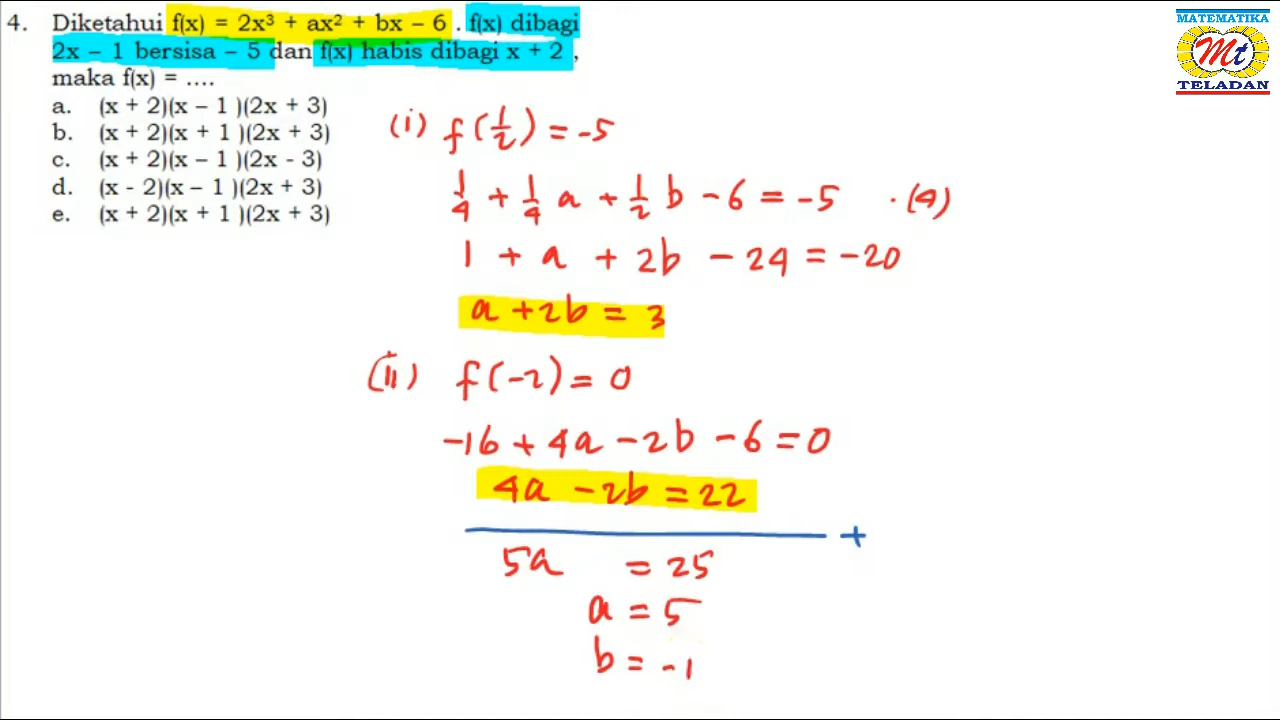 4. Diketahui f(x) = 2x³ + ax² + bx – 6 . f(x) dibagi
2x – 1 bersisa – 5 dan f(x) habis dibagi x + 2 ,
maka f(x) = ....
a. (x + 2)(x – 1 )(2x + 3)
b. (x + 2)(x + 1 )(2x + 3)
c. (x + 2)(x – 1 )(2x - 3)
d. (x - 2)(x – 1 )(2x + 3)
e. (x + 2)(x + 1 )(2x + 3)
MATEMATIKA
Mt
TELADAN
(i) f(1/2) = -5
1/4 + 1/4 a + 1/2 b - 6 = -5 . (4)
1 + a + 2b - 24 = -20
a + 2b = 3
(ii) f(-2) = 0
-16 + 4a - 2b - 6 = 0
4a - 2b = 22
+
5a = 25
a = 5
b = -1